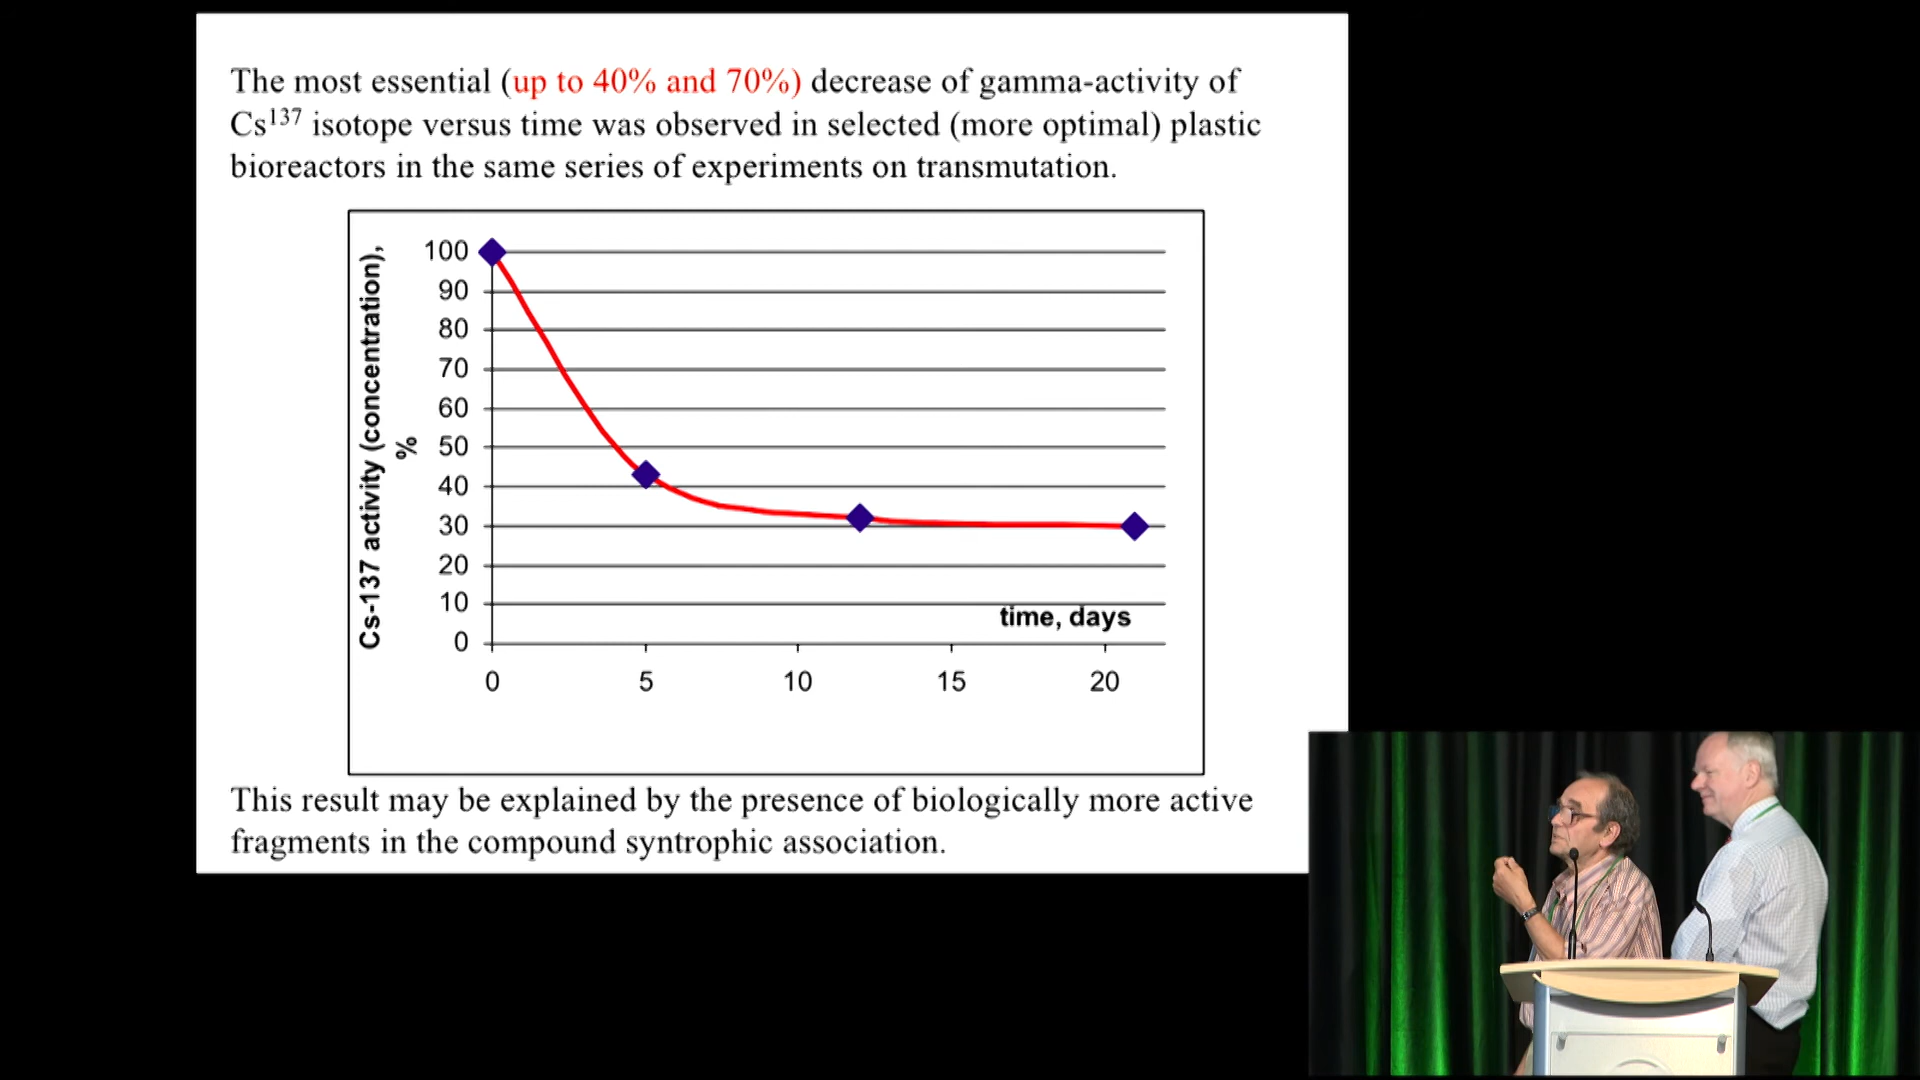 The most essential (up to 40% and 70%) decrease of gamma-activity of
Cs¹³⁷ isotope versus time was observed in selected (more optimal) plastic
bioreactors in the same series of experiments on transmutation.
Cs-137 activity (concentration),
%
100
90
80
70
60
50
40
30
20
10
0
time, days
0 5 10 15 20
This result may be explained by the presence of biologically more active
fragments in the compound syntrophic association.